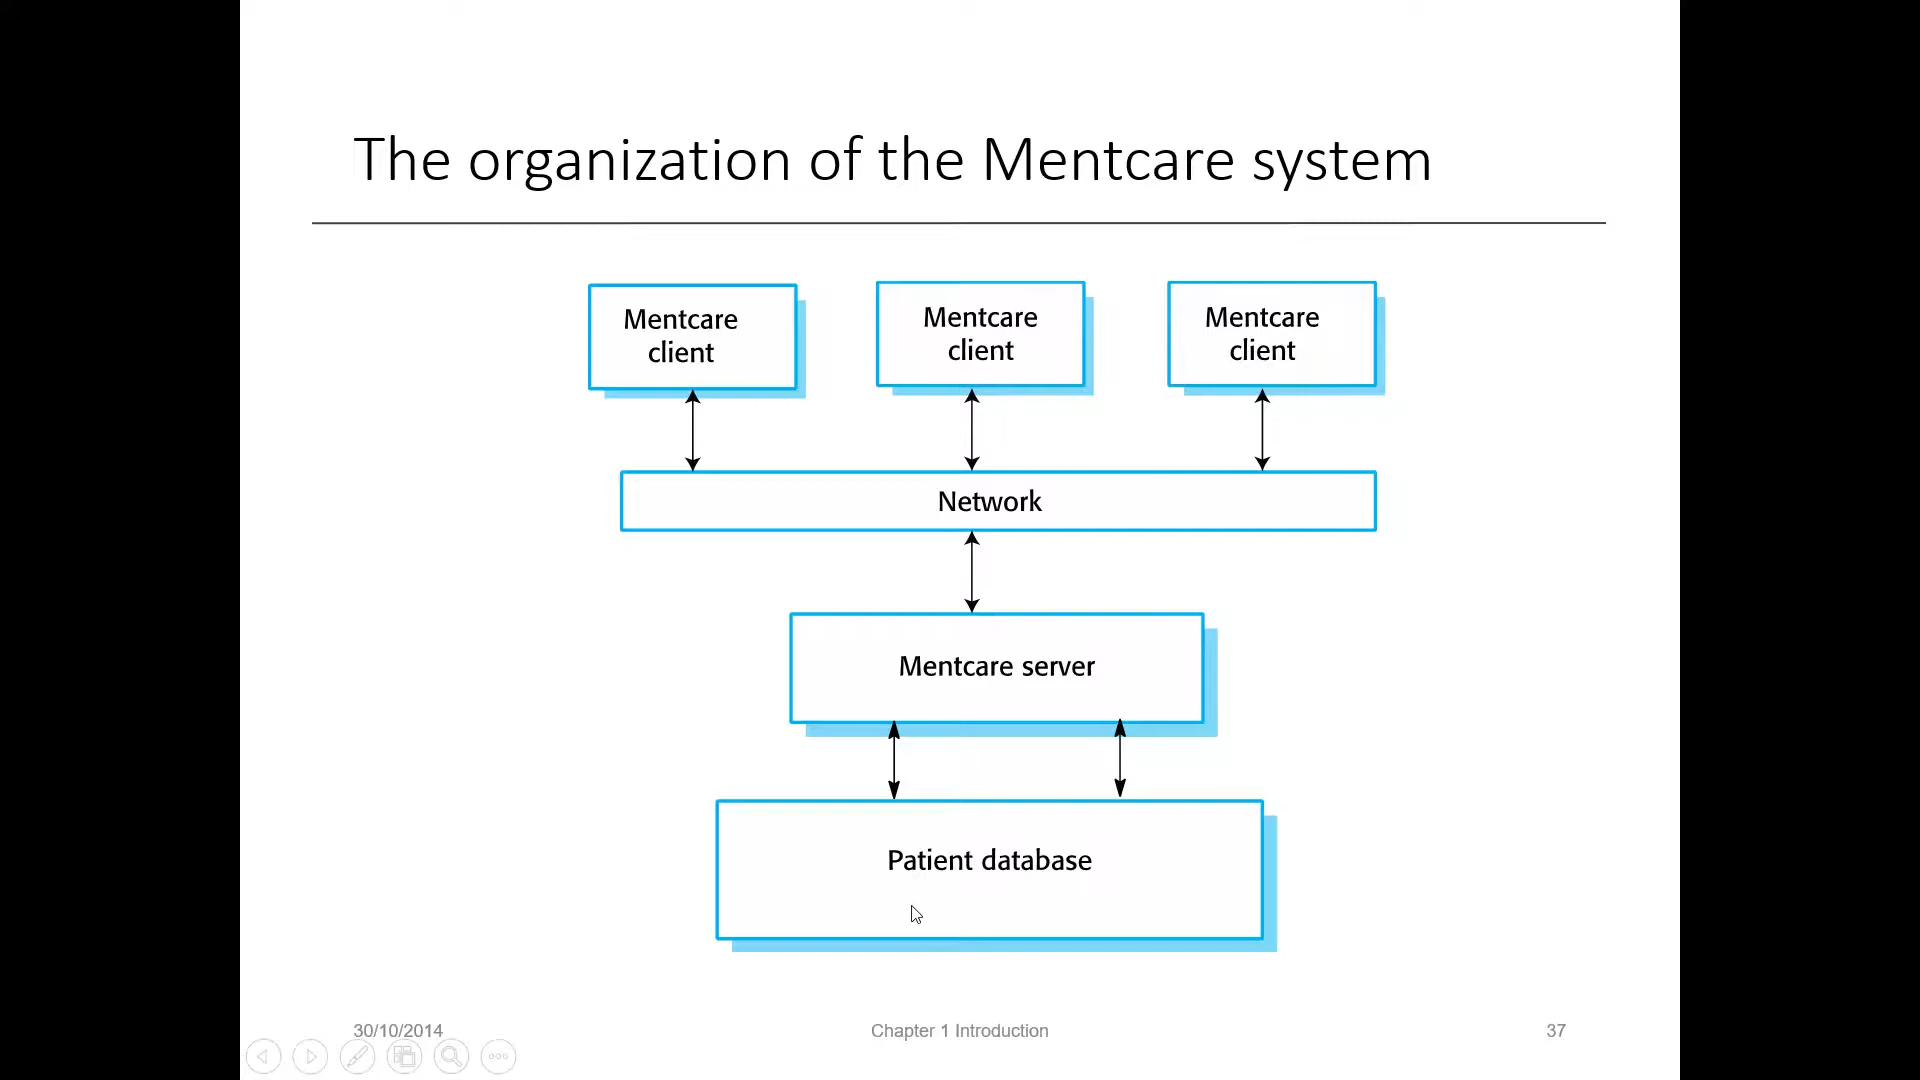 The organization of the Mentcare system
Mentcare
client
Mentcare
client
Mentcare
client
Network
Mentcare server
Patient database
30/10/2014
Chapter 1 Introduction
37